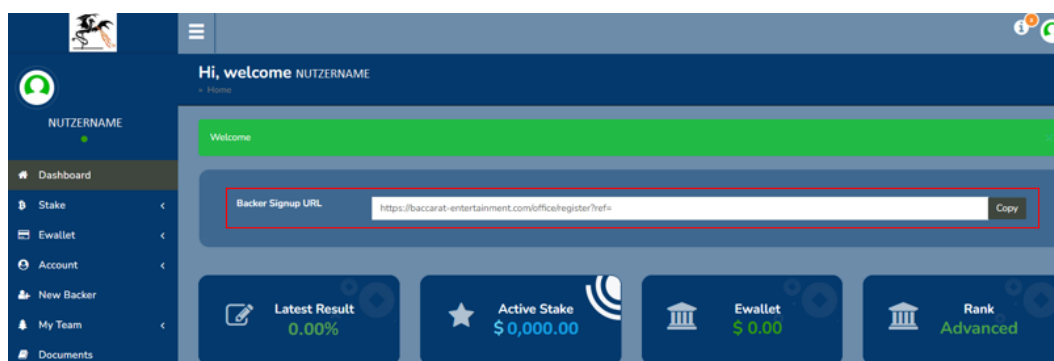 Hi, welcome NUTZERNAME
» Home
NUTZERNAME
Welcome
Dashboard
Stake
Ewallet
Account
New Backer
My Team
Documents
Backer Signup URL
https://baccarat-entertainment.com/office/register?ref=
Copy
Latest Result
0.00%
Active Stake
$ 0,000.00
Ewallet
$ 0.00
Rank
Advanced